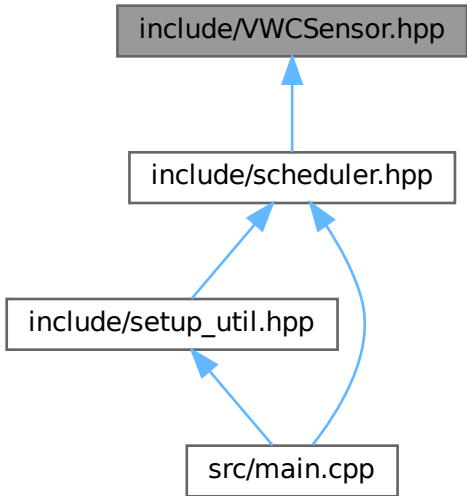 include/VWCSensor.hpp
include/scheduler.hpp
include/setup_util.hpp
src/main.cpp